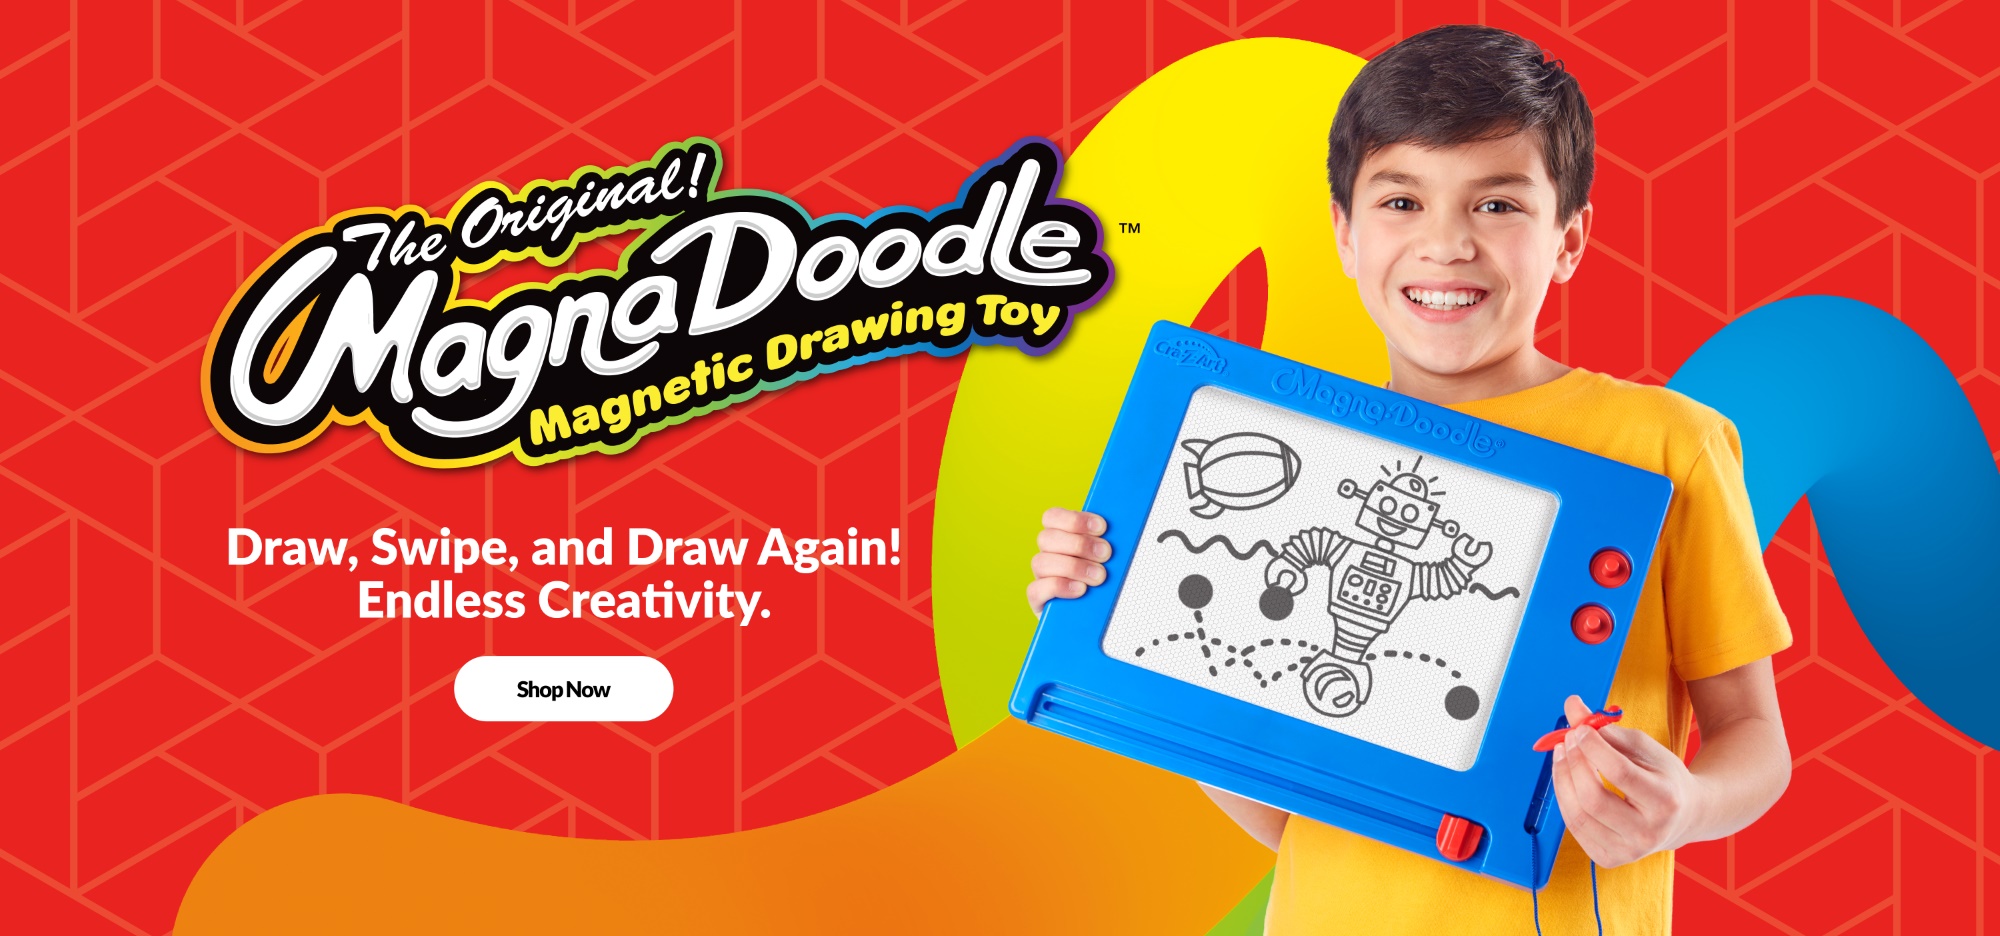 The Original!
MagnaDoodle
™
Magnetic Drawing Toy
Draw, Swipe, and Draw Again!
Endless Creativity.
Shop Now
Cra-Z-Art
MagnaDoodle®